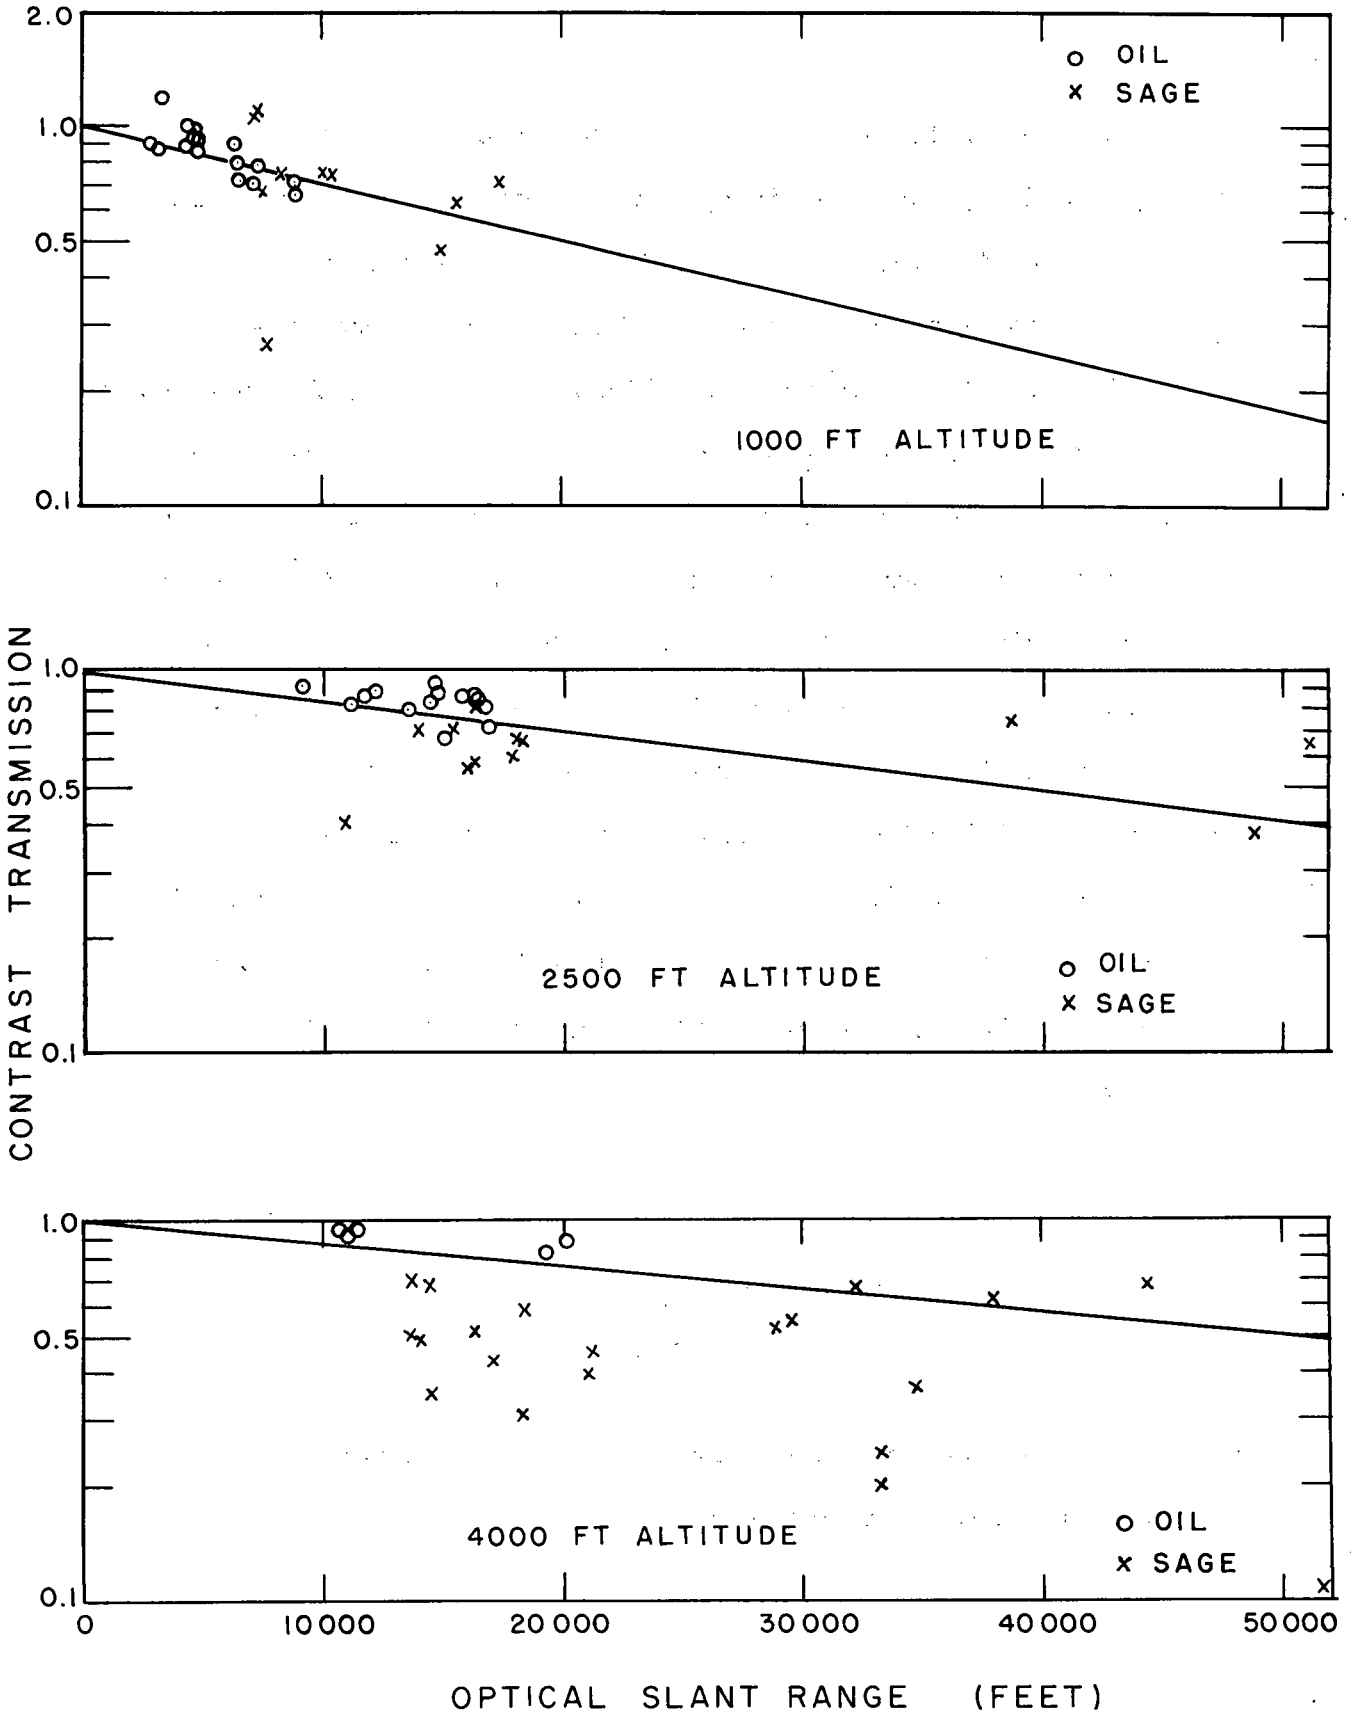 2.0
O OIL
X SAGE
1.0
0.5
1000 FT ALTITUDE
0.1
CONTRAST TRANSMISSION
1.0
0.5
2500 FT ALTITUDE
O OIL
X SAGE
0.1
1.0
0.5
4000 FT ALTITUDE
O OIL
X SAGE
0.1
0 10000 20000 30000 40000 50000
OPTICAL SLANT RANGE (FEET)